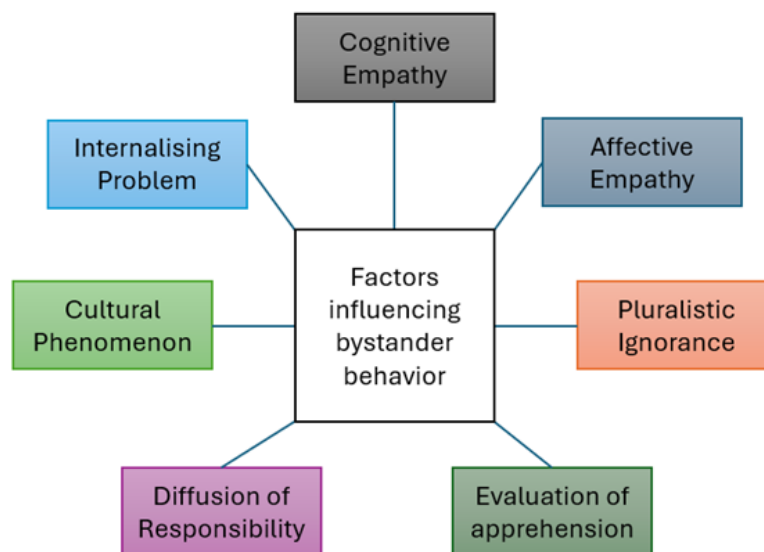 Cognitive
Empathy
Internalising
Problem
Affective
Empathy
Factors
influencing
bystander
behavior
Cultural
Phenomenon
Pluralistic
Ignorance
Diffusion of
Responsibility
Evaluation of
apprehension